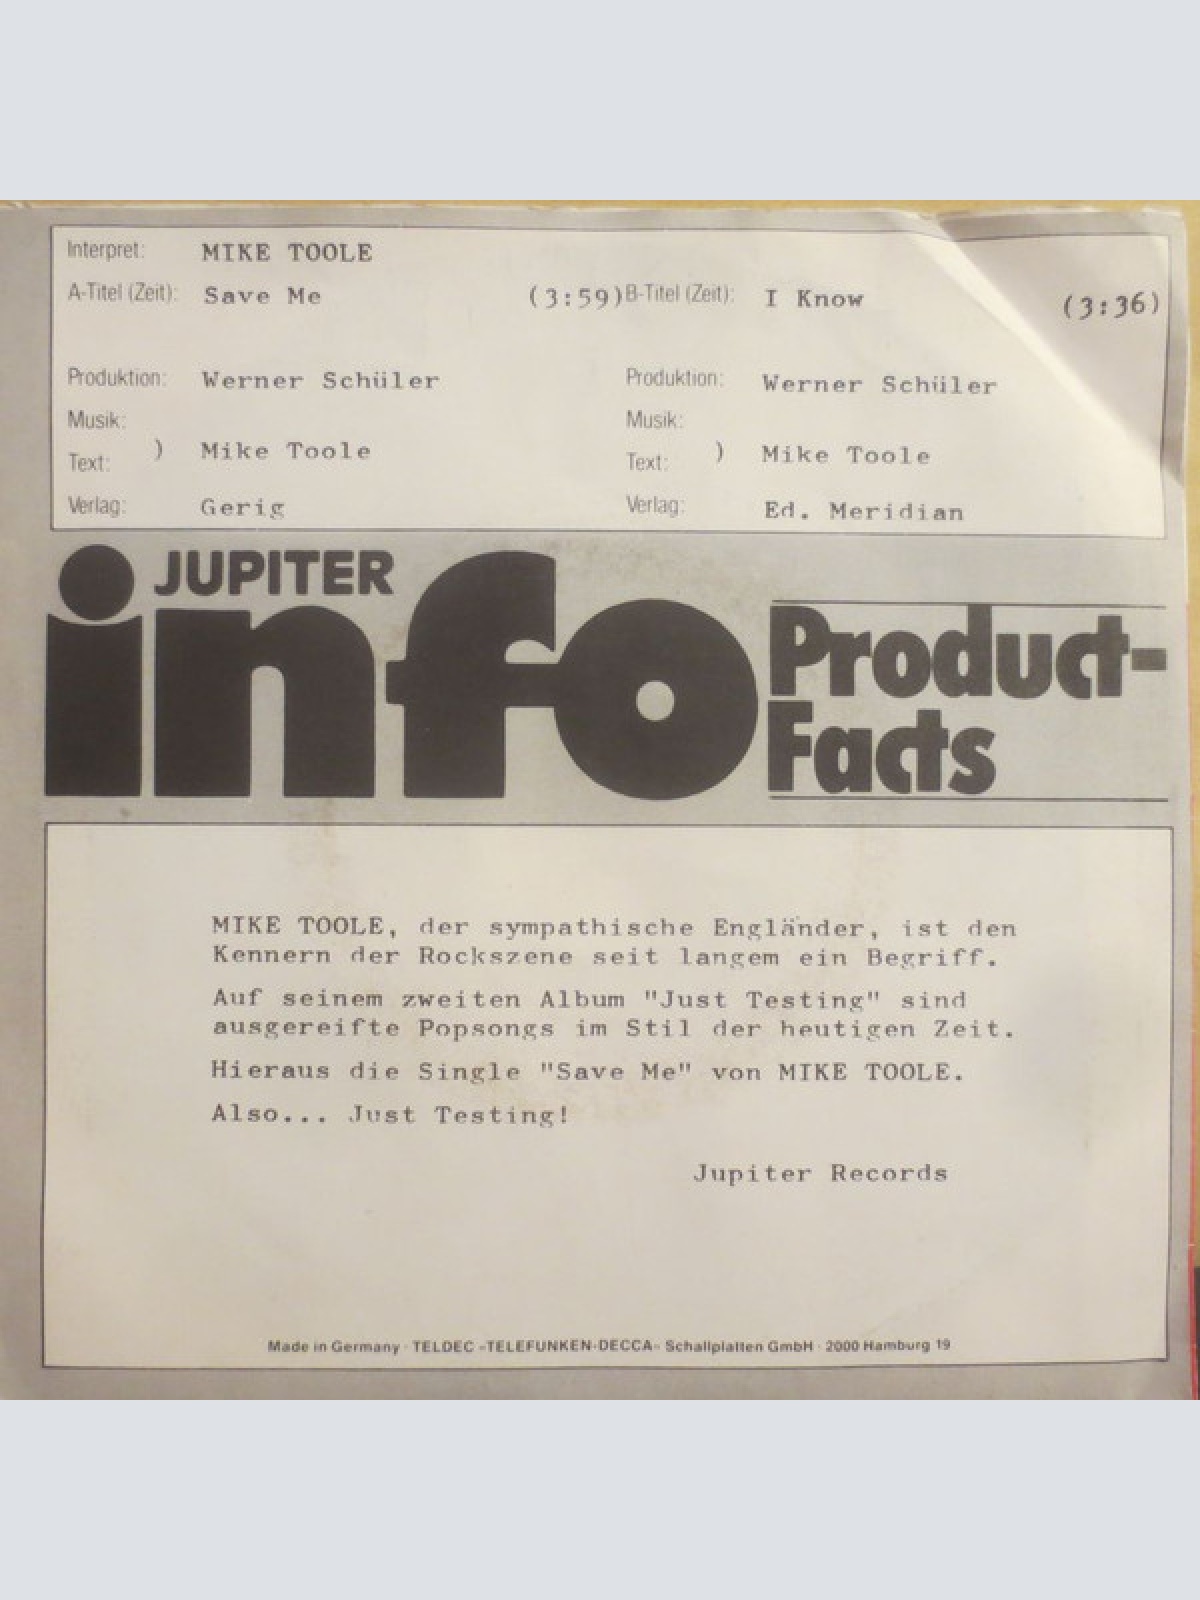 Interpret: MIKE TOOLE
A-Titel (Zeit): Save Me (3:59) B-Titel (Zeit): I Know (3:36)
Produktion: Werner Schüler Produktion: Werner Schüler
Musik: Musik:
) Mike Toole ) Mike Toole
Text: Text:
Verlag: Gerig Verlag: Ed. Meridian
JUPITER
info
Product-
Facts
MIKE TOOLE, der sympathische Engländer, ist den
Kennern der Rockszene seit langem ein Begriff.
Auf seinem zweiten Album "Just Testing" sind
ausgereifte Popsongs im Stil der heutigen Zeit.
Hieraus die Single "Save Me" von MIKE TOOLE.
Also... Just Testing!
Jupiter Records
Made in Germany · TELDEC »TELEFUNKEN-DECCA« Schallplatten GmbH · 2000 Hamburg 19